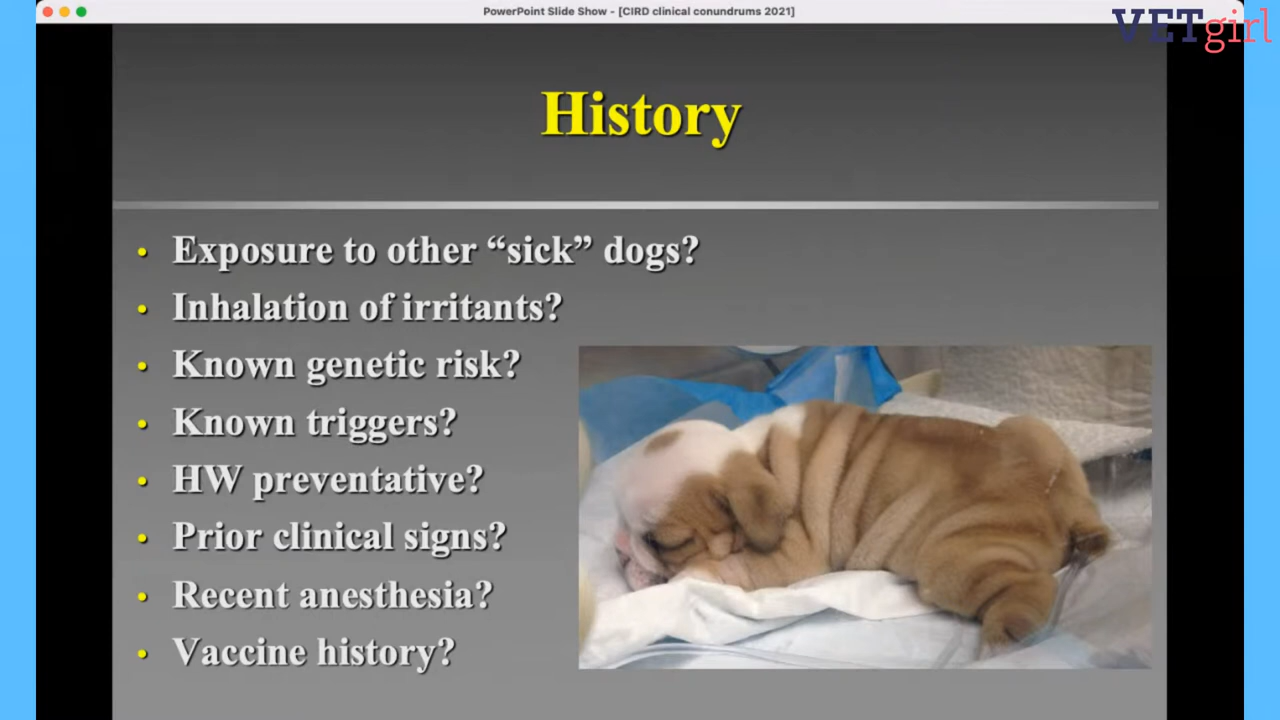 PowerPoint Slide Show - [CIRD clinical conundrums 2021]
VETgirl
History
• Exposure to other “sick” dogs?
• Inhalation of irritants?
• Known genetic risk?
• Known triggers?
• HW preventative?
• Prior clinical signs?
• Recent anesthesia?
• Vaccine history?